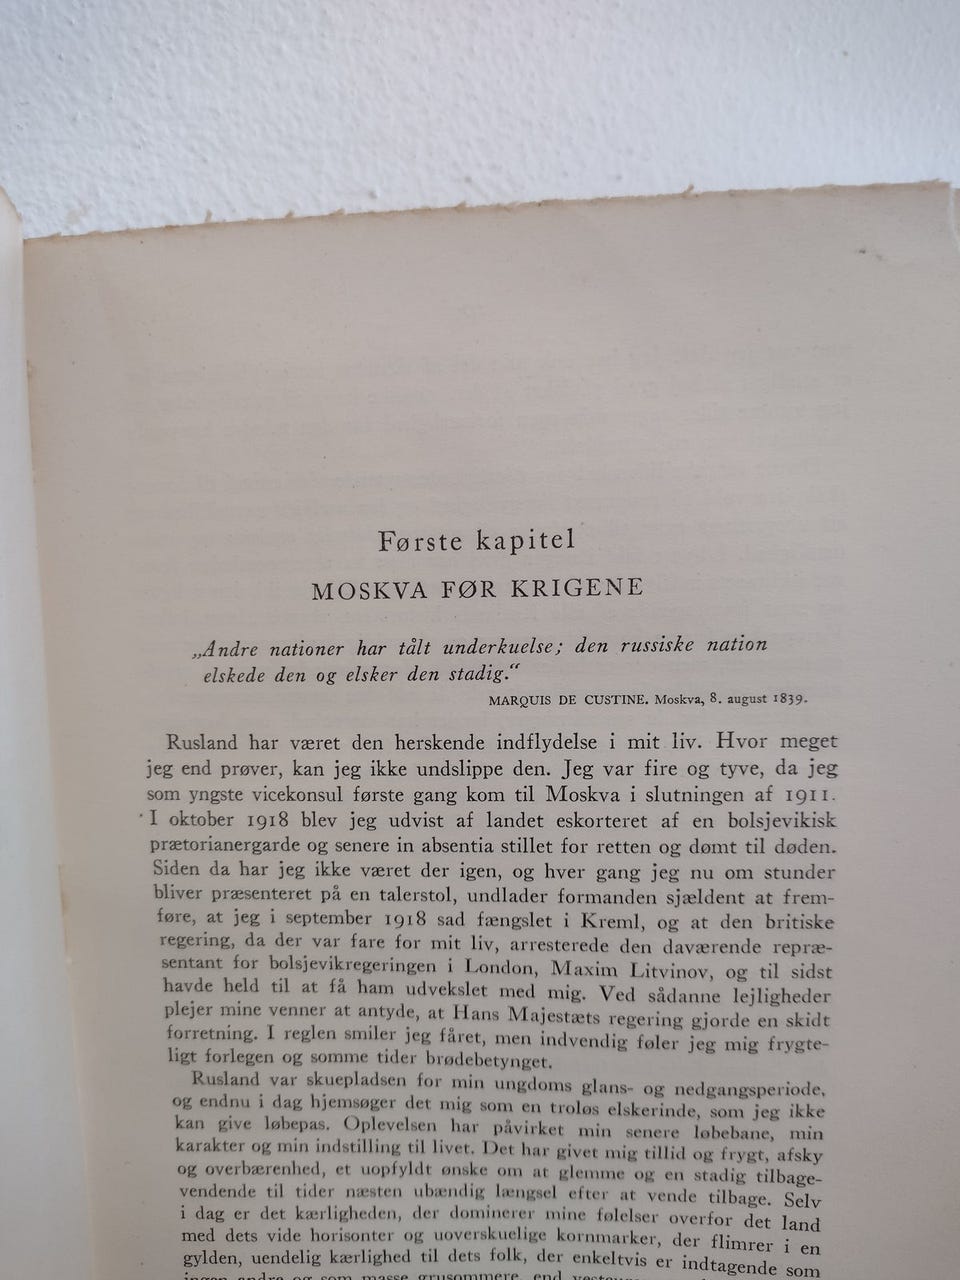 Første kapitel
MOSKVA FØR KRIGENE
„Andre nationer har tålt underkuelse; den russiske nation
elskede den og elsker den stadig.“
MARQUIS DE CUSTINE. Moskva, 8. august 1839.
Rusland har været den herskende indflydelse i mit liv. Hvor meget
jeg end prøver, kan jeg ikke undslippe den. Jeg var fire og tyve, da jeg
som yngste vicekonsul første gang kom til Moskva i slutningen af 1911.
I oktober 1918 blev jeg udvist af landet eskorteret af en bolsjevikisk
prætorianergarde og senere in absentia stillet for retten og dømt til døden.
Siden da har jeg ikke været der igen, og hver gang jeg nu om stunder
bliver præsenteret på en talerstol, undlader formanden sjældent at frem-
føre, at jeg i september 1918 sad fængslet i Kreml, og at den britiske
regering, da der var fare for mit liv, arresterede den daværende repræ-
sentant for bolsjevikregeringen i London, Maxim Litvinov, og til sidst
havde held til at få ham udvekslet med mig. Ved sådanne lejligheder
plejer mine venner at antyde, at Hans Majestæts regering gjorde en skidt
forretning. I reglen smiler jeg fåret, men indvendig føler jeg mig frygte-
ligt forlegen og somme tider brødebetynget.
Rusland var skuepladsen for min ungdoms glans- og nedgangsperiode,
og endnu i dag hjemsøger det mig som en troløs elskerinde, som jeg ikke
kan give løbepas. Oplevelsen har påvirket min senere løbebane, min
karakter og min indstilling til livet. Det har givet mig tillid og frygt, afsky
og overbærenhed, et uopfyldt ønske om at glemme og en stadig tilbage-
vendende til tider næsten ubændig længsel efter at vende tilbage. Selv
i dag er det kærligheden, der dominerer mine følelser overfor det land
med dets vide horisonter og uoverskuelige kornmarker, der flimrer i en
gylden, uendelig kærlighed til dets folk, der enkeltvis er indtagende som
ingen andre og som masse grusommere, end